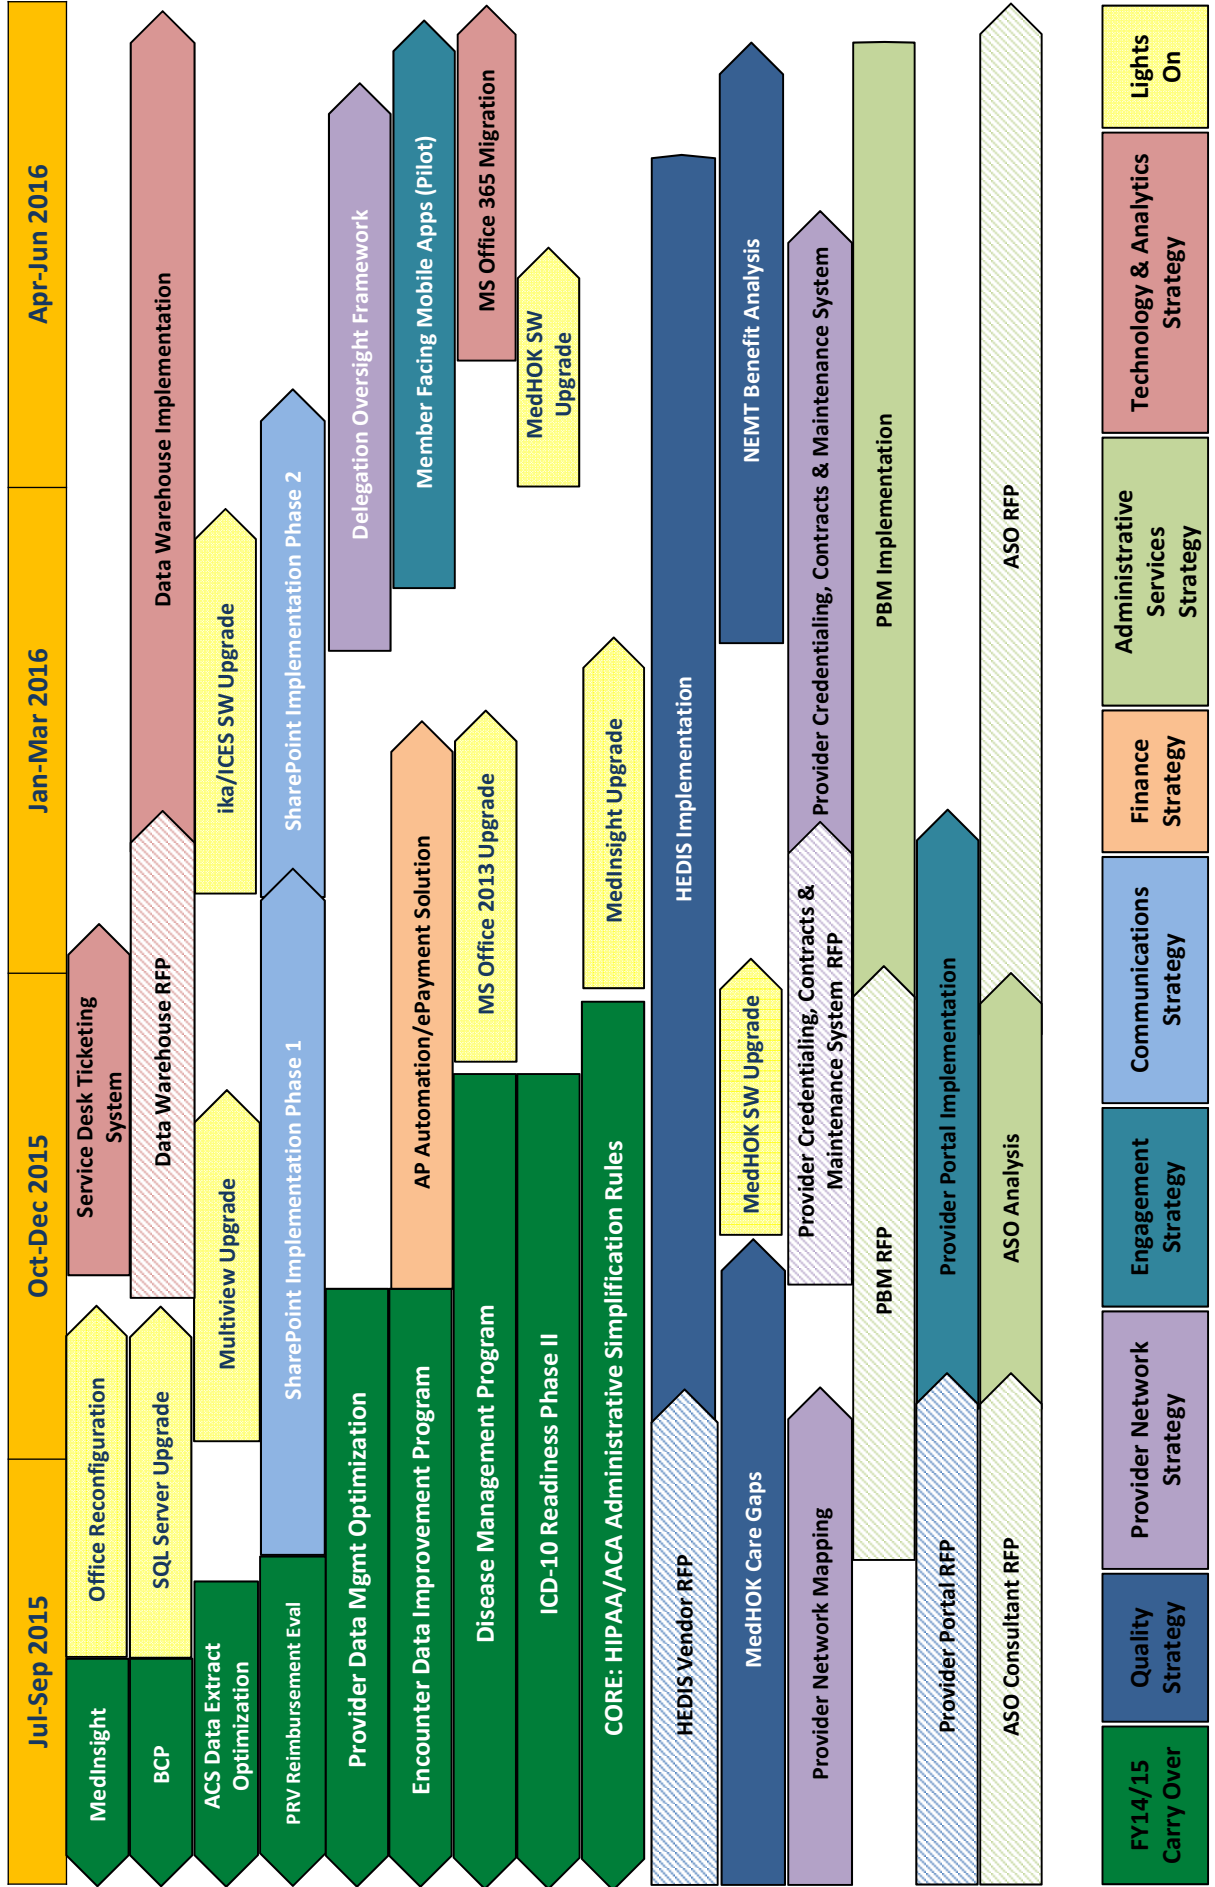 Jul-Sep 2015
Oct-Dec 2015
Jan-Mar 2016
Apr-Jun 2016
MedInsight
Office Reconfiguration
Service Desk Ticketing
System
BCP
SQL Server Upgrade
Data Warehouse RFP
Data Warehouse Implementation
ACS Data Extract
Optimization
Multiview Upgrade
ika/ICES SW Upgrade
PRV Reimbursement Eval
SharePoint Implementation Phase 1
SharePoint Implementation Phase 2
Provider Data Mgmt Optimization
Delegation Oversight Framework
Encounter Data Improvement Program
AP Automation/ePayment Solution
Member Facing Mobile Apps (Pilot)
Disease Management Program
MS Office 2013 Upgrade
MS Office 365 Migration
ICD-10 Readiness Phase II
MedHOK SW
Upgrade
CORE: HIPAA/ACA Administrative Simplification Rules
MedInsight Upgrade
HEDIS Vendor RFP
HEDIS Implementation
MedHOK Care Gaps
MedHOK SW Upgrade
NEMT Benefit Analysis
Provider Network Mapping
Provider Credentialing, Contracts &
Maintenance System RFP
Provider Credentialing, Contracts & Maintenance System
PBM RFP
PBM Implementation
Provider Portal RFP
Provider Portal Implementation
ASO Consultant RFP
ASO Analysis
ASO RFP
FY14/15
Carry Over
Quality
Strategy
Provider Network
Strategy
Engagement
Strategy
Communications
Strategy
Finance
Strategy
Administrative
Services
Strategy
Technology & Analytics
Strategy
Lights
On